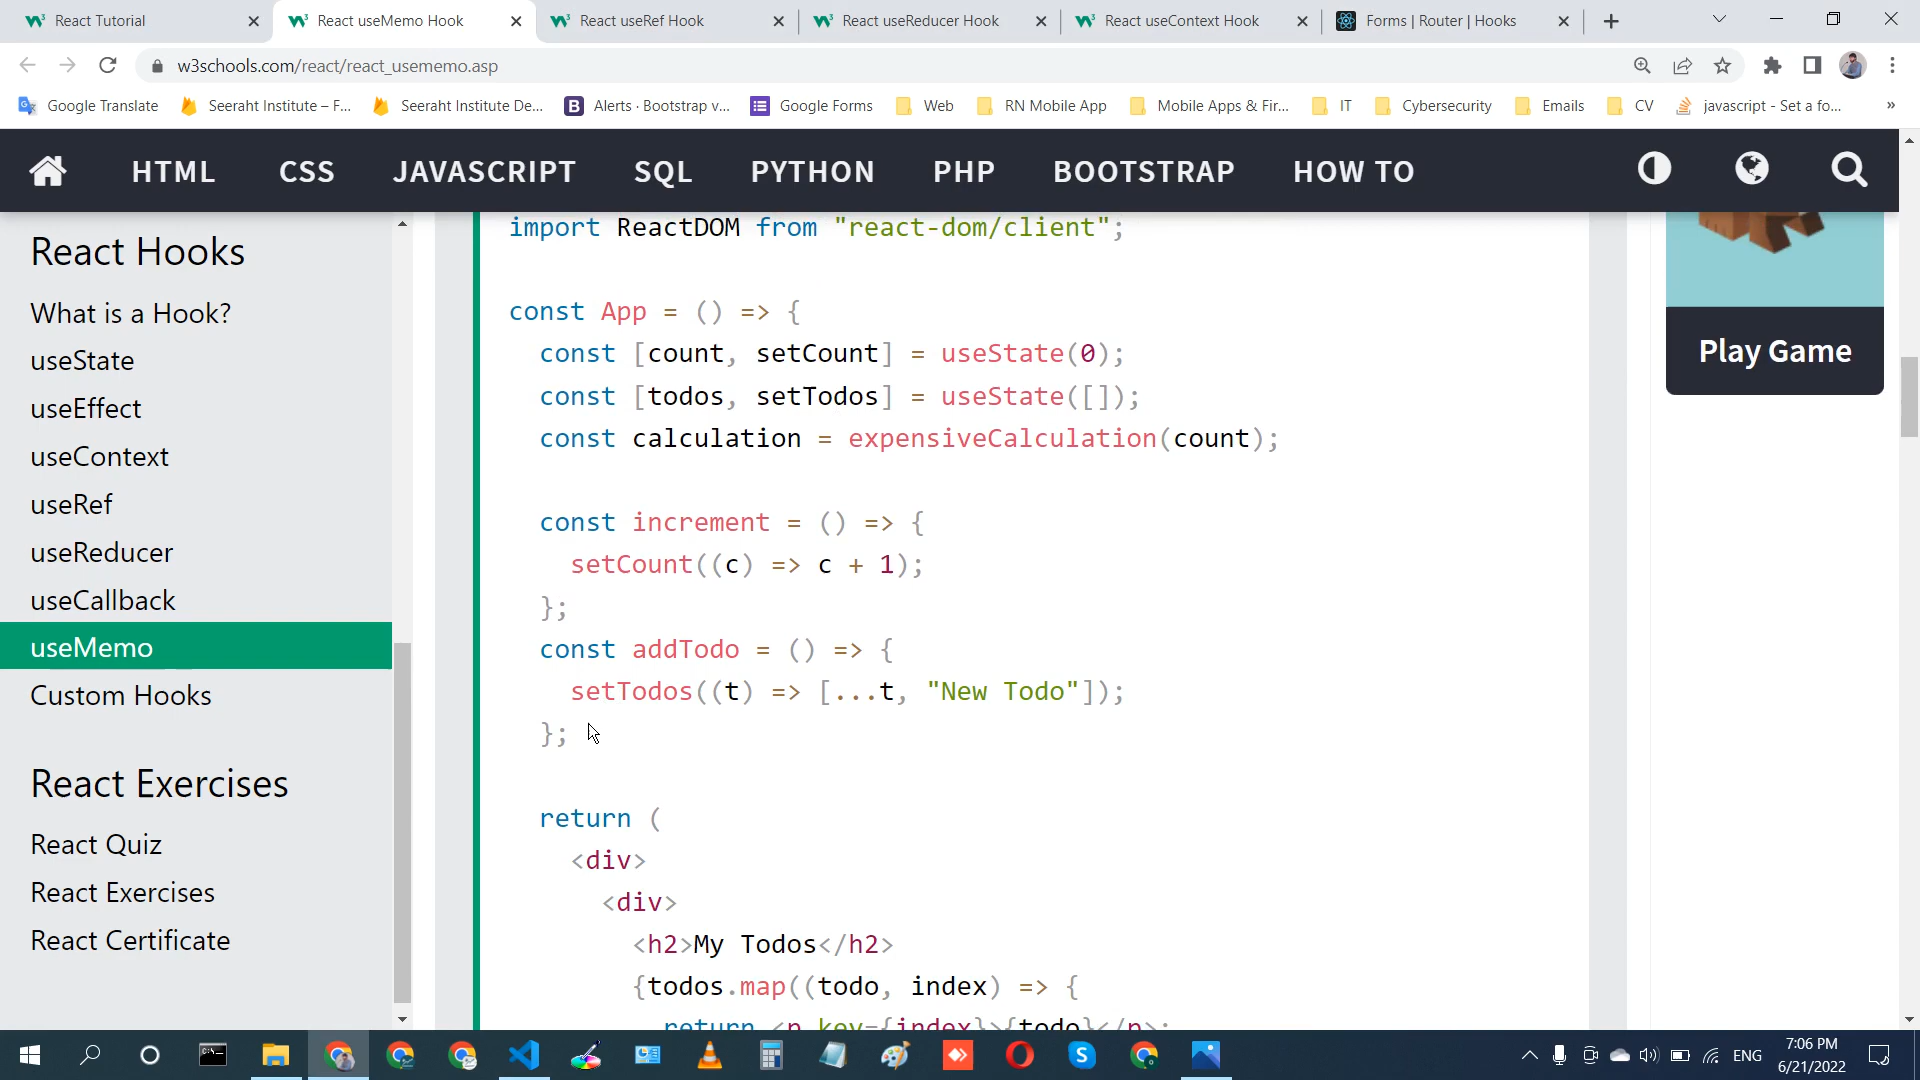 React Tutorial
React useMemo Hook
React useRef Hook
React useReducer Hook
React useContext Hook
Forms | Router | Hooks
w3schools.com/react/react_usememo.asp
Google Translate
Seeraht Institute – F...
Seeraht Institute De...
B
Alerts · Bootstrap v...
Google Forms
Web
RN Mobile App
Mobile Apps & Fir...
IT
Cybersecurity
Emails
CV
javascript - Set a fo...
»
HTML CSS JAVASCRIPT SQL PYTHON PHP BOOTSTRAP HOW TO
React Hooks
What is a Hook?
useState
useEffect
useContext
useRef
useReducer
useCallback
useMemo
Custom Hooks
React Exercises
React Quiz
React Exercises
React Certificate
import ReactDOM from "react-dom/client";
const App = () => {
const [count, setCount] = useState(0);
const [todos, setTodos] = useState([]);
const calculation = expensiveCalculation(count);
const increment = () => {
setCount((c) => c + 1);
};
const addTodo = () => {
setTodos((t) => [...t, "New Todo"]);
};
return (
<div>
<div>
<h2>My Todos</h2>
{todos.map((todo, index) => {
return <p key={index}>{todo}</p>;
Play Game
ENG
7:06 PM
6/21/2022